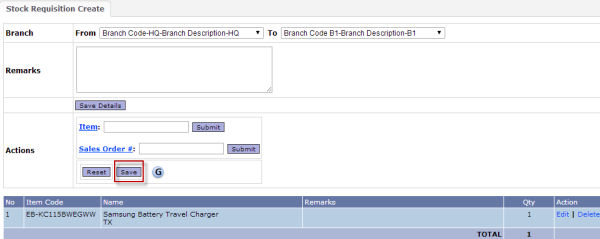 Stock Requisition Create
Branch From Branch Code-HQ-Branch Description-HQ To Branch Code B1-Branch Description-B1
Remarks
Save Details
Actions
Item: Submit
Sales Order #: Submit
Reset Save G
No Item Code Name Remarks Qty Action
1 EB-KC115BWEGWW Samsung Battery Travel Charger 1 Edit | Delete
TX
TOTAL 1